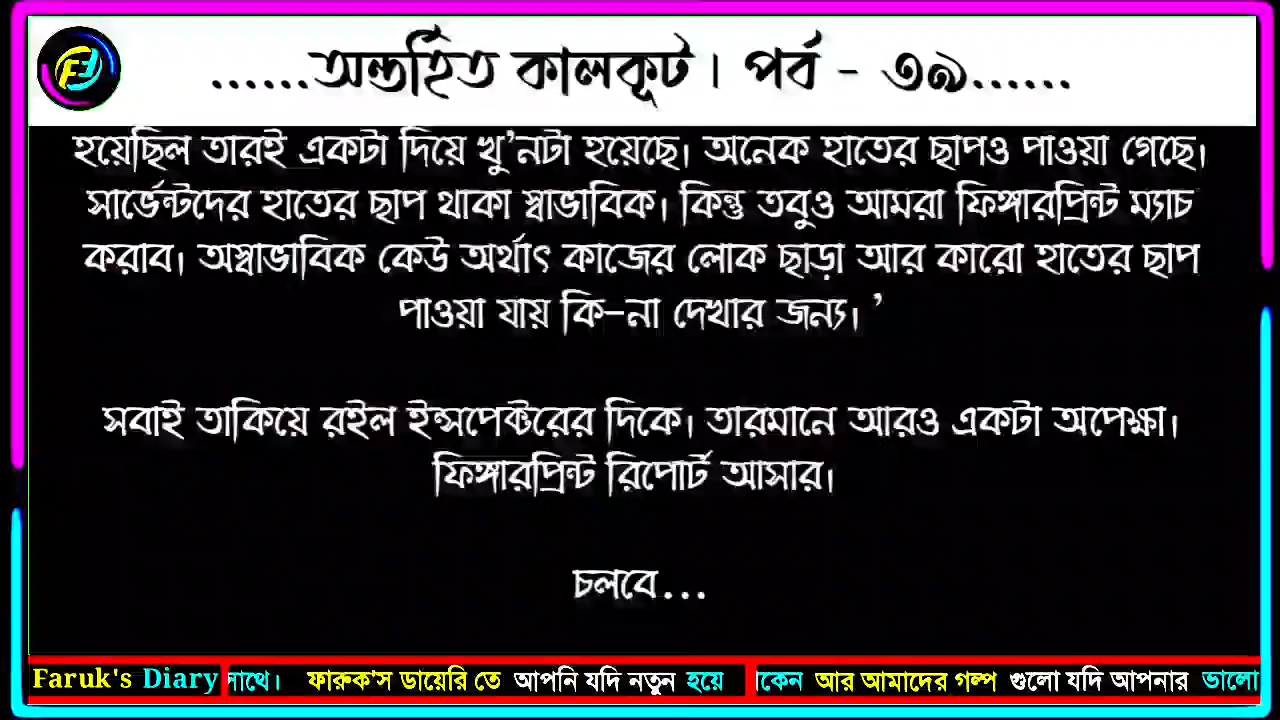 ......অন্তর্হিত কালকূট। পর্ব - ৩৯......
হয়েছিল তারই একটা দিয়ে খু'নটা হয়েছে। অনেক হাতের ছাপও পাওয়া গেছে।
সার্ভেন্টদের হাতের ছাপ থাকা স্বাভাবিক। কিন্তু তবুও আমরা ফিঙ্গারপ্রিন্ট ম্যাচ
করাব। অস্বাভাবিক কেউ অর্থাৎ কাজের লোক ছাড়া আর কারো হাতের ছাপ
পাওয়া যায় কি-না দেখার জন্য। '
সবাই তাকিয়ে রইল ইন্সপেক্টরের দিকে। তারমানে আরও একটা অপেক্ষা।
ফিঙ্গারপ্রিন্ট রিপোর্ট আসার।
চলবে...
Faruk's Diary সাথে। ফারুক'স ডায়েরি তে আপনি যদি নতুন হয়ে থাকেন আর আমাদের গল্প গুলো যদি আপনার ভালো